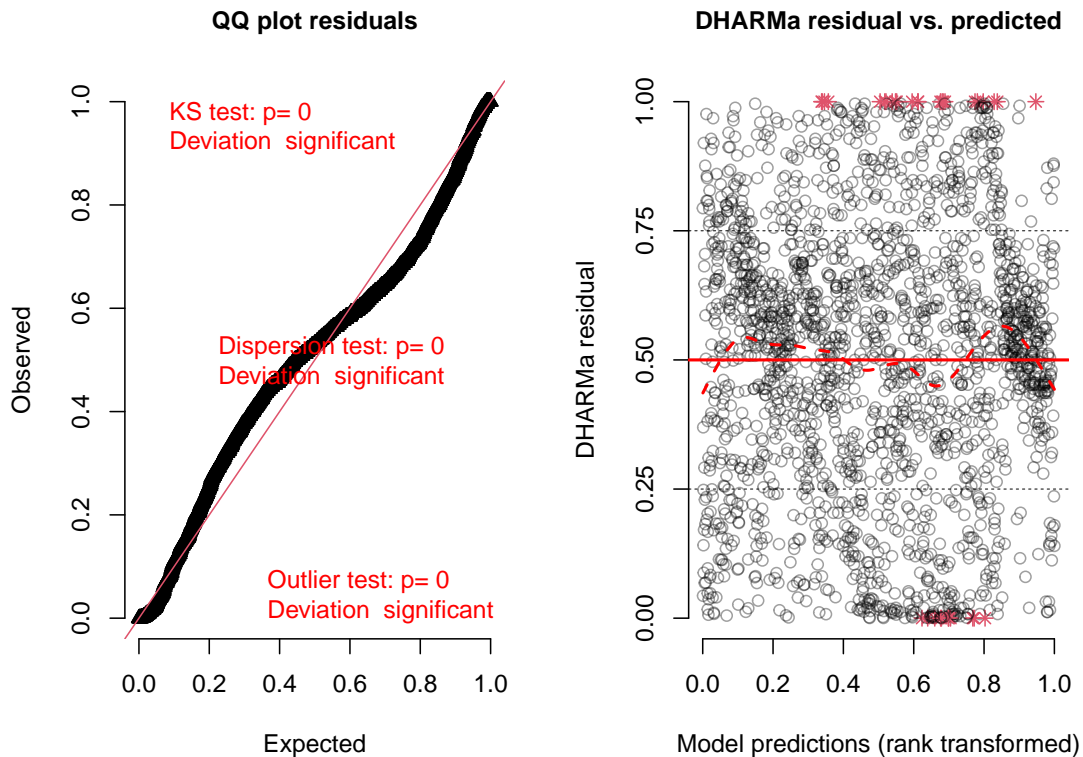 QQ plot residuals
KS test: p= 0
Deviation  significant
Dispersion test: p= 0
Deviation  significant
Outlier test: p= 0
Deviation  significant
Observed
0.0
0.2
0.4
0.6
0.8
1.0
0.0 0.2 0.4 0.6 0.8 1.0
Expected
DHARMa residual vs. predicted
DHARMa residual
0.00
0.25
0.50
0.75
1.00
0.0 0.2 0.4 0.6 0.8 1.0
Model predictions (rank transformed)